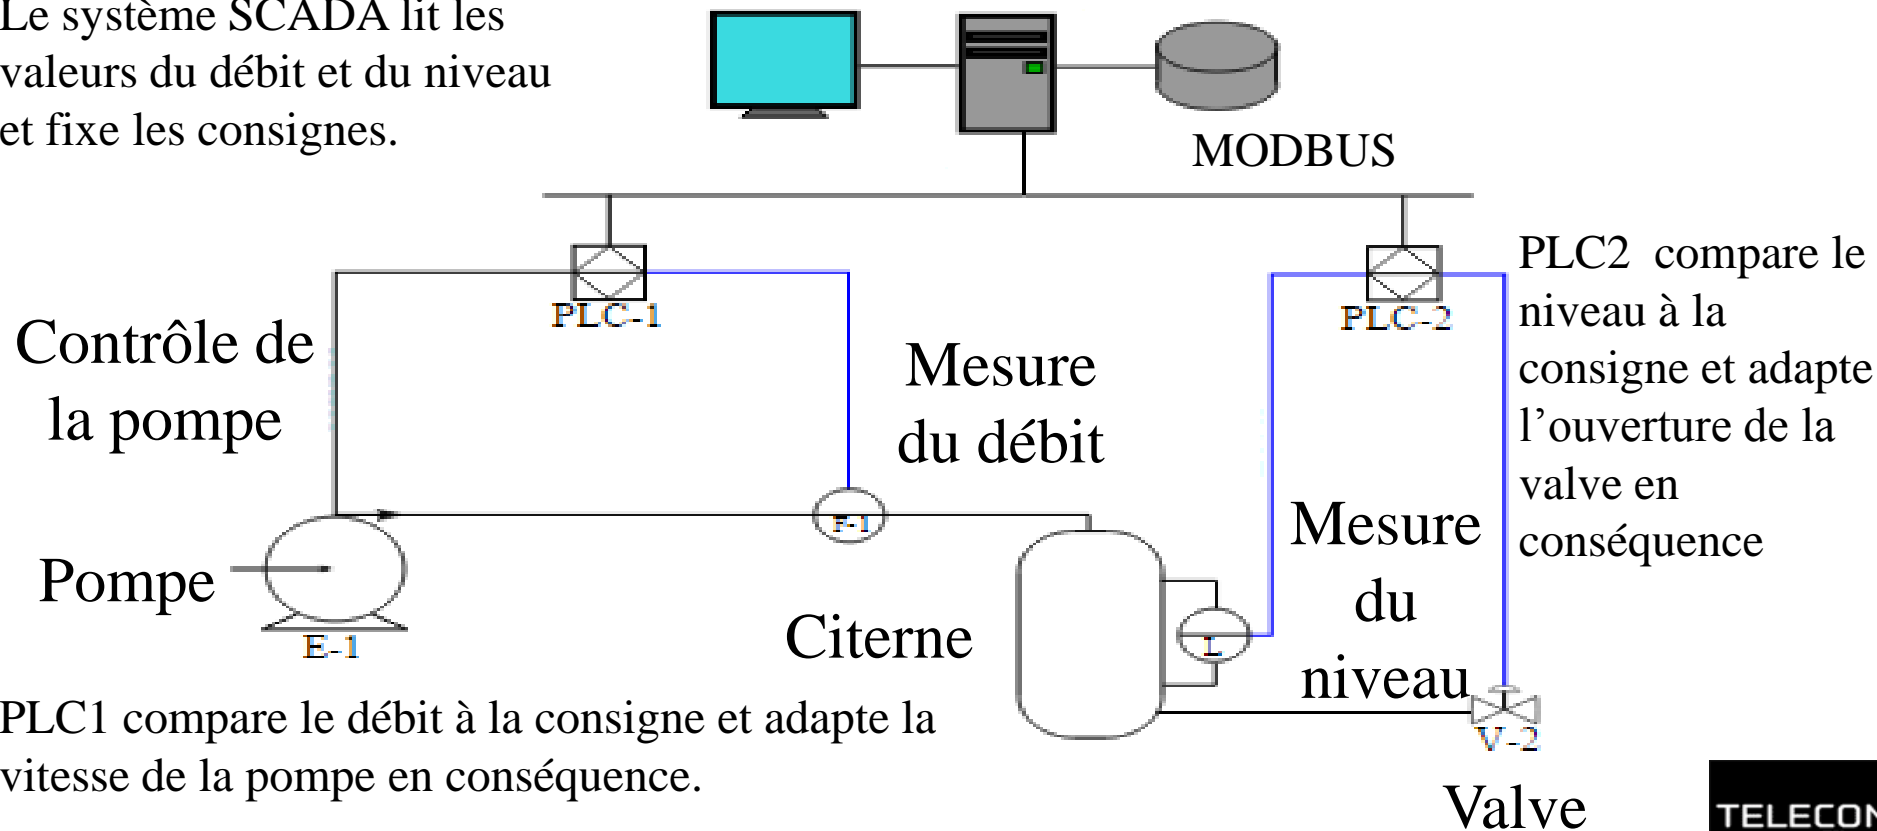 Le système SCADA lit les
valeurs du débit et du niveau
et fixe les consignes.
MODBUS
PLC-1
PLC-2
PLC2 compare le
niveau à la
consigne et adapte
l’ouverture de la
valve en
conséquence
Contrôle de
la pompe
Mesure
du débit
F-1
Mesure
du
niveau
Pompe
E-1
Citerne
L
V-2
Valve
PLC1 compare le débit à la consigne et adapte la
vitesse de la pompe en conséquence.